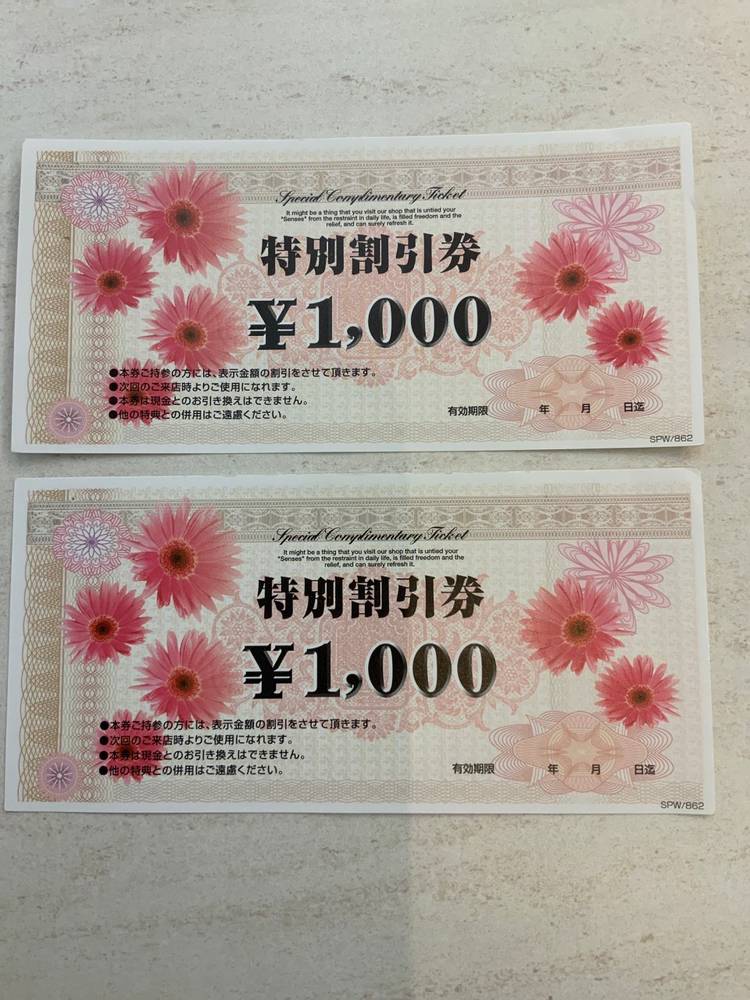 Special Complimentary Ticket
It might be a thing that you visit our shop that is untied your
"Senses" from the restraint in daily life, is filled freedom and the
relief, and can surely refresh it.
特別割引券
¥1,000
●本券ご持参の方には、表示金額の割引をさせて頂きます。
●次回のご来店時よりご使用になれます。
●本券は現金とのお引き換えはできません。
●他の特典との併用はご遠慮ください。
有効期限 年 月 日迄
SPW/862
Special Complimentary Ticket
It might be a thing that you visit our shop that is untied your
"Senses" from the restraint in daily life, is filled freedom and the
relief, and can surely refresh it.
特別割引券
¥1,000
●本券ご持参の方には、表示金額の割引をさせて頂きます。
●次回のご来店時よりご使用になれます。
●本券は現金とのお引き換えはできません。
●他の特典との併用はご遠慮ください。
有効期限 年 月 日迄
SPW/862